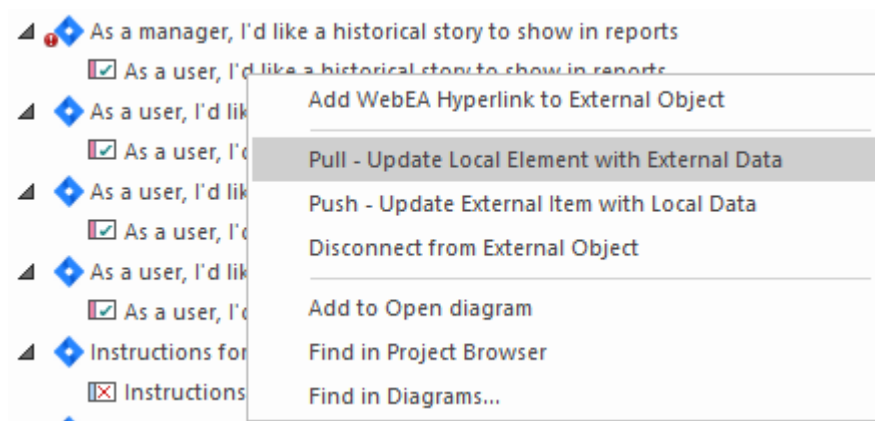 As a manager, I'd like a historical story to show in reports
As a user, I'd like a historical story to show in reports
As a user, I'd lik
As a user, I'd
As a user, I'd lik
As a user, I'd
As a user, I'd lik
As a user, I'd
Instructions for
Instructions
Add WebEA Hyperlink to External Object
Pull - Update Local Element with External Data
Push - Update External Item with Local Data
Disconnect from External Object
Add to Open diagram
Find in Project Browser
Find in Diagrams...